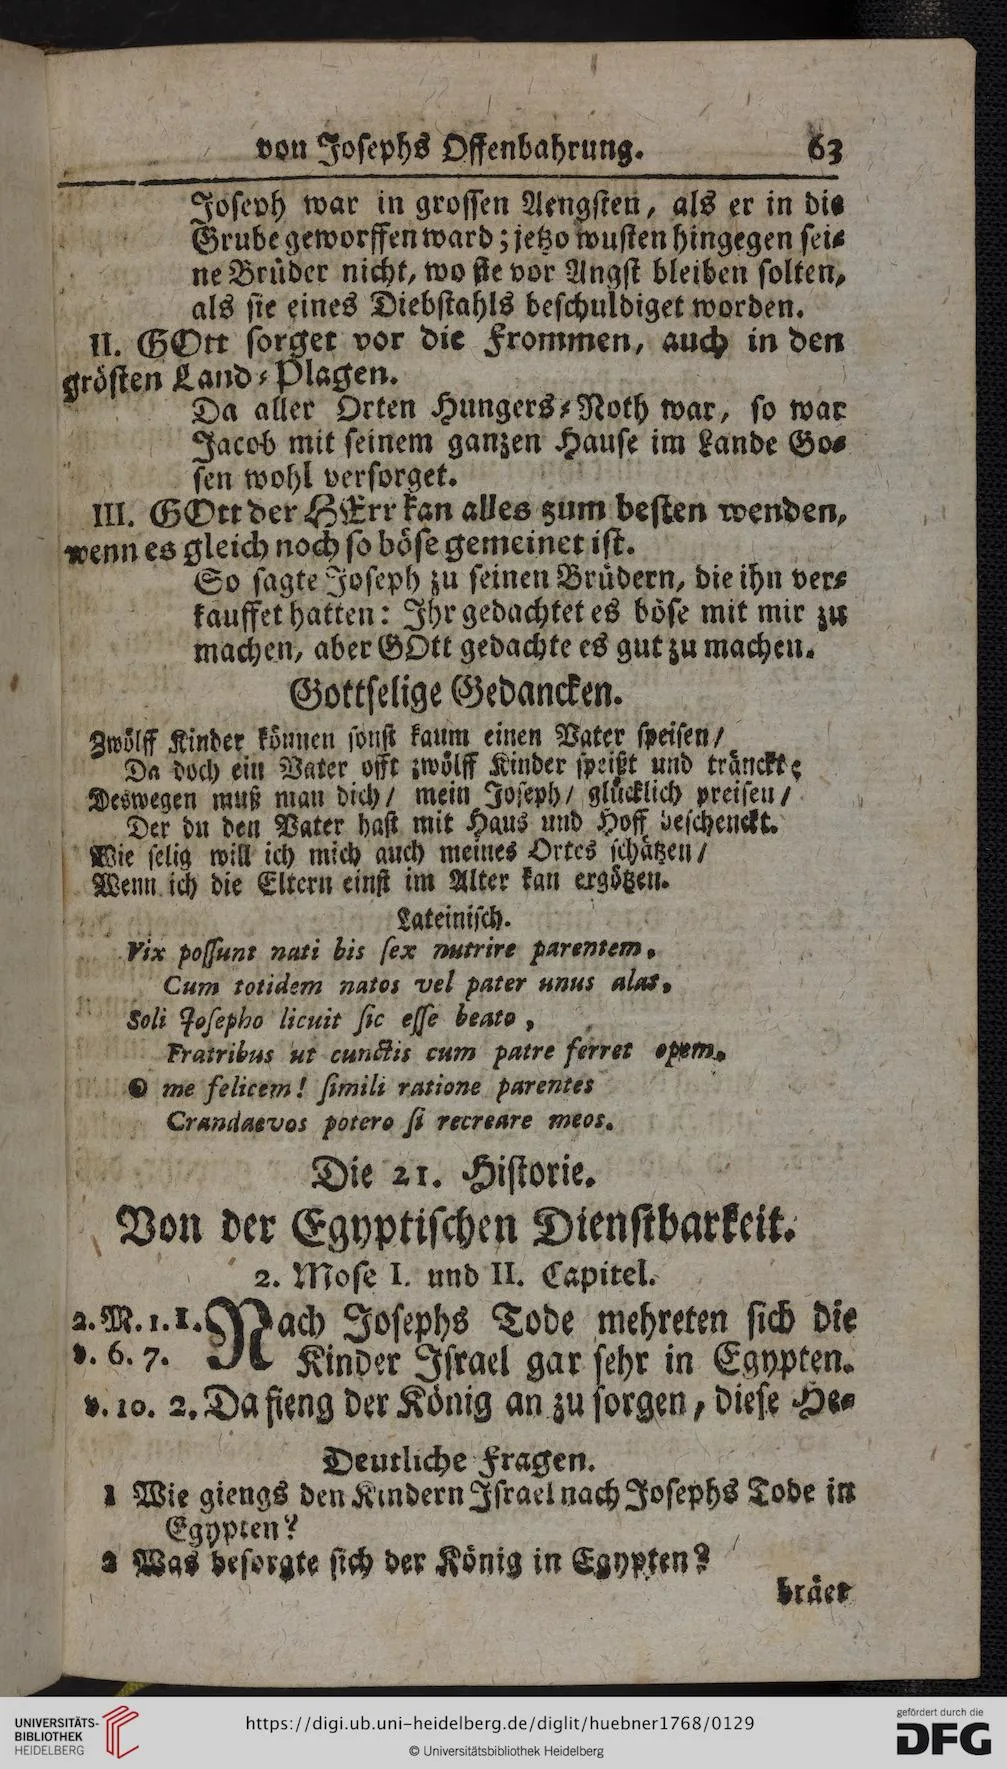 von Josephs Offenbahrung. 63
Joseph war in grossen Aengsten, als er in die
Grube geworffen ward; jetzo wusten hingegen sei-
ne Brüder nicht, wo sie vor Angst bleiben solten,
als sie eines Diebstahls beschuldiget worden.
II. GOtt sorget vor die Frommen, auch in den
grösten Land-Plagen.
Da aller Orten Hungers-Noth war, so war
Jacob mit seinem ganzen Hause im Lande Go-
sen wohl versorget.
III. GOtt der HErr kan alles zum besten wenden,
wenn es gleich noch so böse gemeinet ist.
So sagte Joseph zu seinen Brüdern, die ihn ver-
kauffet hatten: Ihr gedachtet es böse mit mir zu
machen, aber GOtt gedachte es gut zu machen.
Gottselige Gedancken.
Zwölff Kinder können sonst kaum einen Vater speisen/
Da doch ein Vater offt zwölff Kinder speißt und tränckt:
Deswegen muß man dich/ mein Joseph/ glücklich preisen/
Der du den Vater hast mit Haus und Hoff beschenckt.
Wie selig will ich mich auch meines Ortes schätzen/
Wenn ich die Eltern einst im Alter kan ergötzen.
Lateinisch.
Vix possunt nati bis sex nutrire parentem,
Cum totidem natos vel pater unus alat,
Soli Josepho licuit sic esse beato,
Fratribus ut cunctis cum patre ferret opem.
O me felicem! simili ratione parentes
Crandaevos potero si recreare meos.
Die 21. Historie.
Von der Egyptischen Dienstbarkeit.
2. Mose I. und II. Capitel.
2. M. 1. 1. Nach Josephs Tode mehreten sich die
v. 6. 7. Kinder Israel gar sehr in Egypten.
v. 10. 2. Da fieng der König an zu sorgen, diese He-
Deutliche Fragen.
1 Wie giengs den Kindern Israel nach Josephs Tode in
Egypten?
2 Was besorgte sich der König in Egypten?
bräer
UNIVERSITÄTS-
BIBLIOTHEK
HEIDELBERG
https://digi.ub.uni-heidelberg.de/diglit/huebner1768/0129
© Universitätsbibliothek Heidelberg
gefördert durch die
DFG